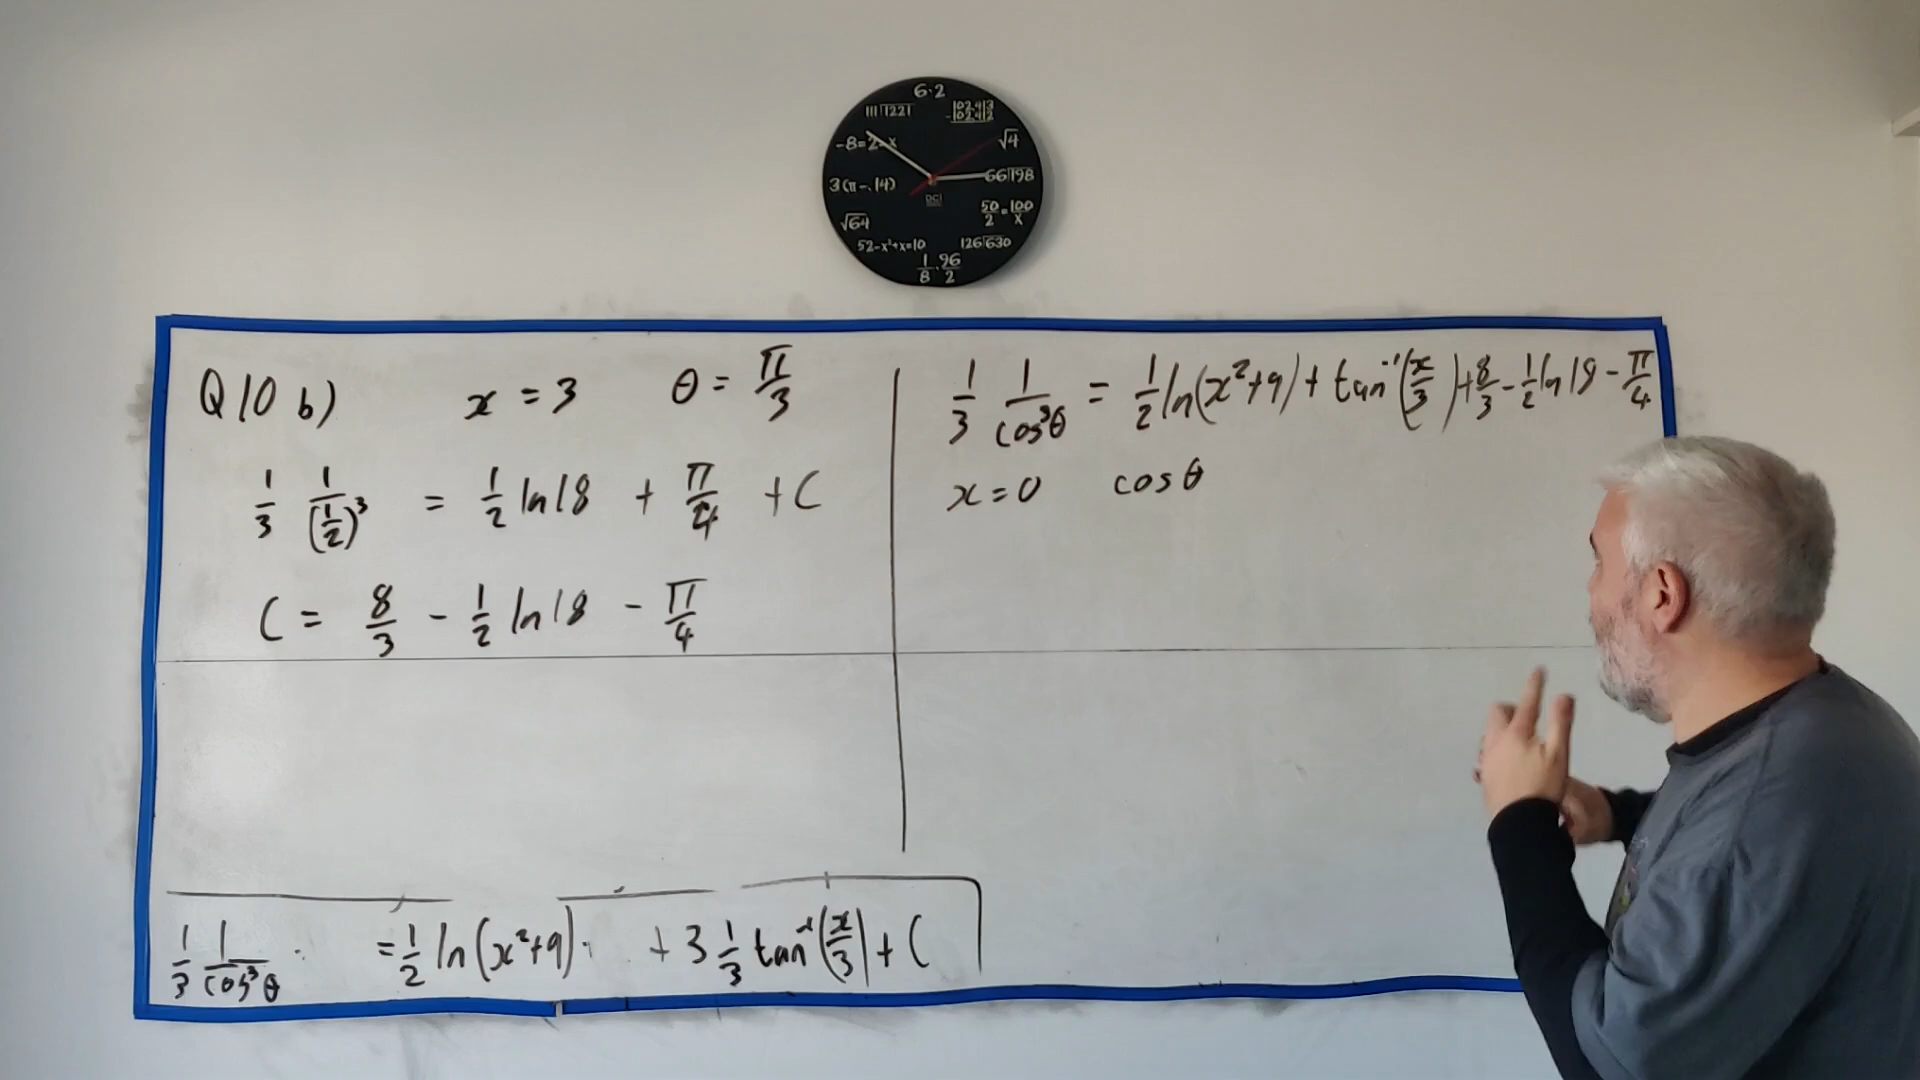 6·2
111⟌1221
102,413 - 102,412
-8=2-x
√4
3(π-.14)
66⟌198
DCI
√64
50/2 = 100/x
52-x²+x=10
126⟌630
1/8 · 96/2
Q10 b) x = 3 θ = π/3
1/3 1/(1/2)³ = 1/2 ln18 + π/4 + C
C = 8/3 - 1/2 ln18 - π/4
1/3 1/cos³θ = 1/2 ln(x²+9) + tan⁻¹(x/3) + 8/3 - 1/2 ln18 - π/4
x = 0 cosθ
1/3 1/cos³θ = 1/2 ln(x²+9) + 3 1/3 tan⁻¹(x/3) + C